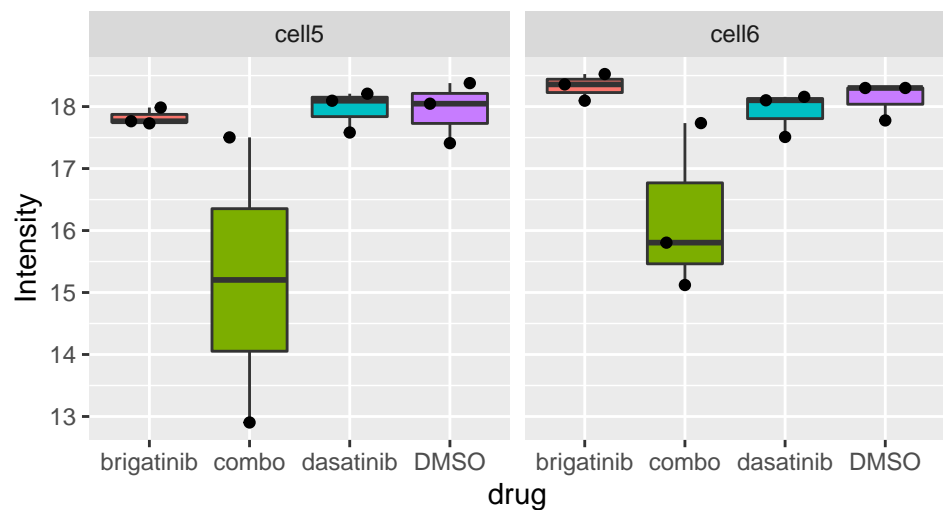 cell5 cell6
18
17
16
15
14
13
Intensity
brigatinib combo dasatinib DMSO brigatinib combo dasatinib DMSO
drug